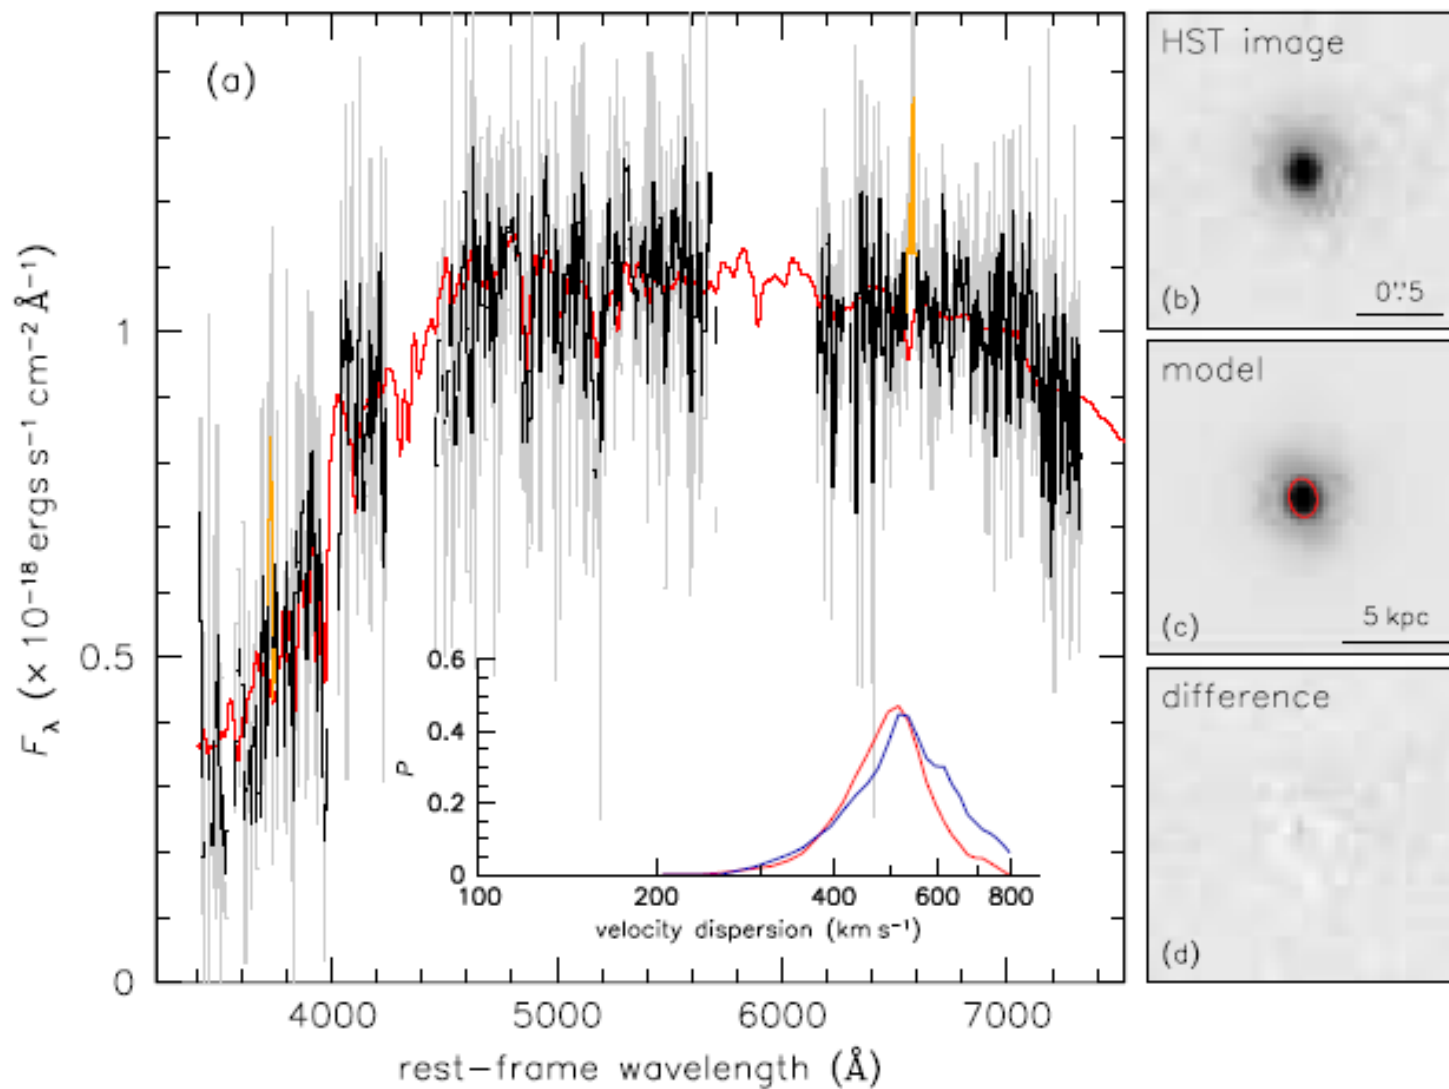 (a)
F_λ (× 10⁻¹⁸ ergs s⁻¹ cm⁻² Å⁻¹)
1
0.5
0
4000 5000 6000 7000
rest-frame wavelength (Å)
P
0.6
0.4
0.2
0
100 200 400 600 800
velocity dispersion (km s⁻¹)
HST image
(b) 0".5
model
(c) 5 kpc
difference
(d)